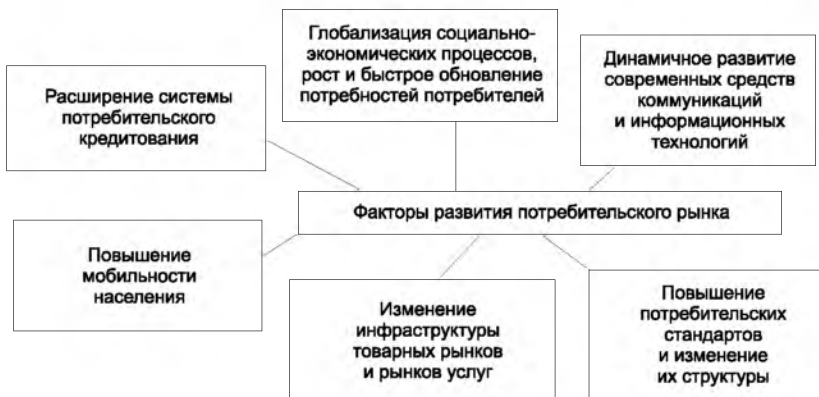 Глобализация социально-
экономических процессов,
рост и быстрое обновление
потребностей потребителей
Динамичное развитие
современных средств
коммуникаций
и информационных
технологий
Расширение системы
потребительского
кредитования
Факторы развития потребительского рынка
Повышение
мобильности
населения
Изменение
инфраструктуры
товарных рынков
и рынков услуг
Повышение
потребительских
стандартов
и изменение
их структуры